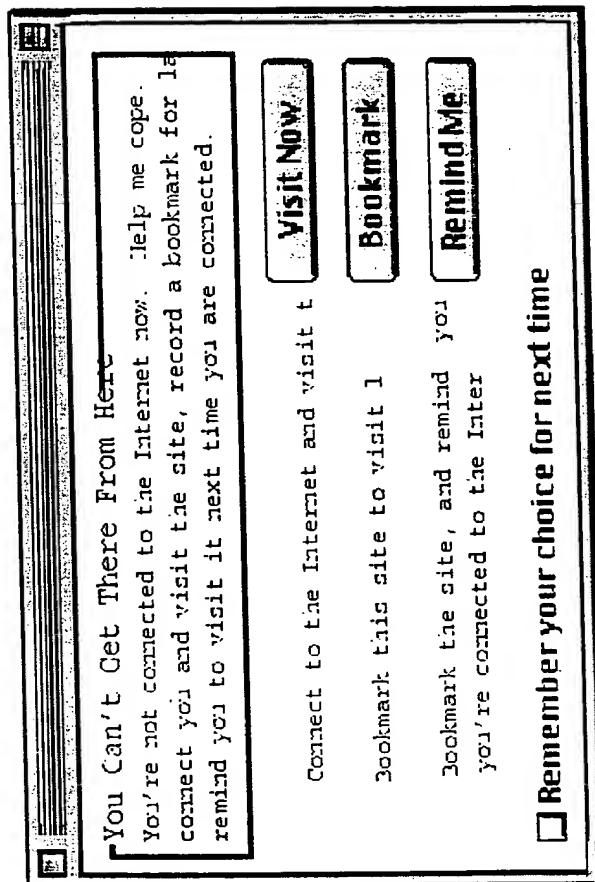 You Can't Get There From Here
You're not connected to the Internet now. Help me cope.
connect you and visit the site, record a bookmark for la
remind you to visit it next time you are connected.
Connect to the Internet and visit t
Visit Now
Bookmark this site to visit l
Bookmark
Bookmark the site, and remind you
you're connected to the Inter
Remind Me
Remember your choice for next time